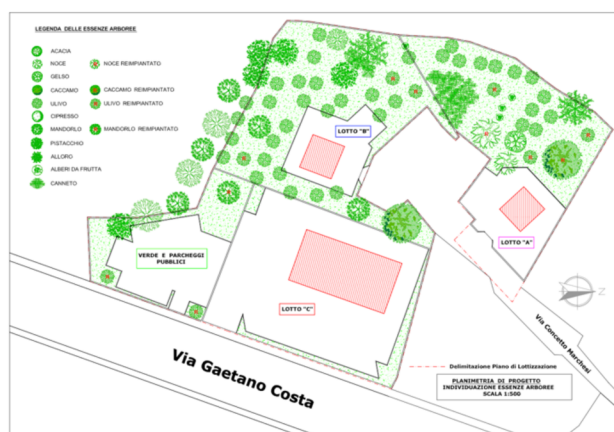 LEGENDA DELLE ESSENZE ARBOREE
ACACIA
NOCE
NOCE REIMPIANTATO
GELSO
CACCAMO
CACCAMO REIMPIANTATO
ULIVO
ULIVO REIMPIANTATO
CIPRESSO
MANDORLO
MANDORLO REIMPIANTATO
PISTACCHIO
ALLORO
ALBERI DA FRUTTA
CANNETO
LOTTO "B"
LOTTO "A"
VERDE E PARCHEGGI
PUBBLICI
LOTTO "C"
N
Via Concetto Marchesi
Via Gaetano Costa
Delimitazione Piano di Lottizzazione
PLANIMETRIA DI PROGETTO
INDIVIDUAZIONE ESSENZE ARBOREE
SCALA 1:500